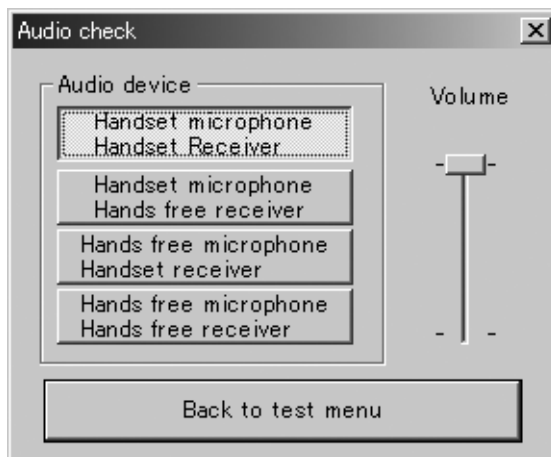 Audio check
Audio device
Volume
Handset microphone
Handset Receiver
Handset microphone
Hands free receiver
Hands free microphone
Handset receiver
Hands free microphone
Hands free receiver
Back to test menu